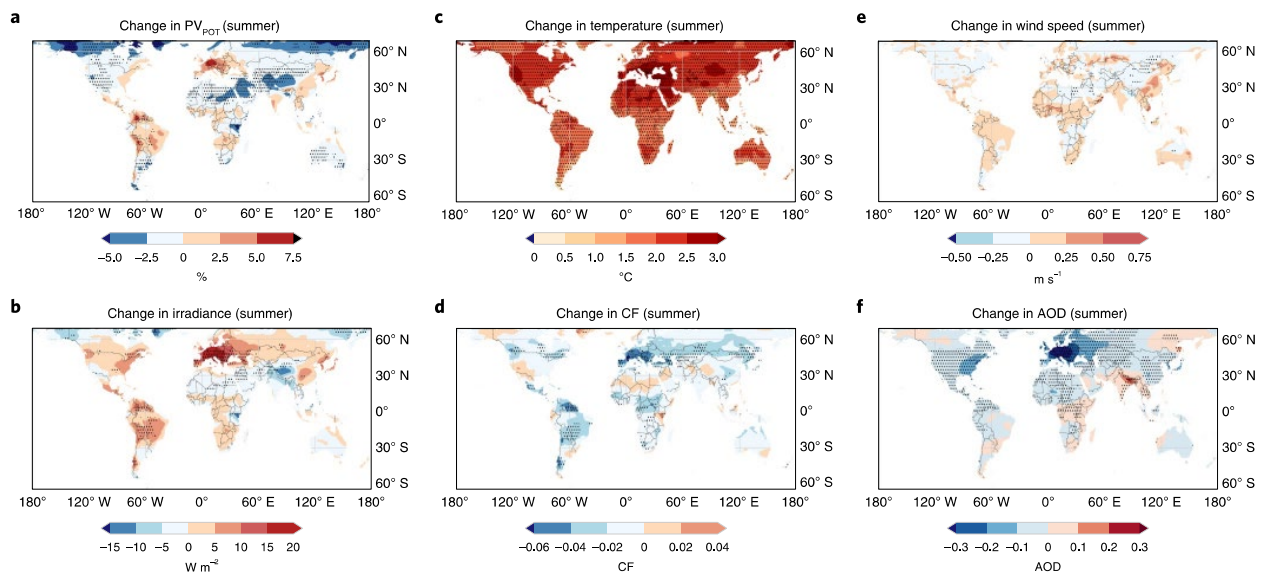 a
Change in PV_POT (summer)
60° N
30° N
0°
30° S
60° S
180° 120° W 60° W 0° 60° E 120° E 180°
−5.0 −2.5 0 2.5 5.0 7.5
%
c
Change in temperature (summer)
60° N
30° N
0°
30° S
60° S
180° 120° W 60° W 0° 60° E 120° E 180°
0 0.5 1.0 1.5 2.0 2.5 3.0
°C
e
Change in wind speed (summer)
60° N
30° N
0°
30° S
60° S
180° 120° W 60° W 0° 60° E 120° E 180°
−0.50 −0.25 0 0.25 0.50 0.75
m s⁻¹
b
Change in irradiance (summer)
60° N
30° N
0°
30° S
60° S
180° 120° W 60° W 0° 60° E 120° E 180°
−15 −10 −5 0 5 10 15 20
W m⁻²
d
Change in CF (summer)
60° N
30° N
0°
30° S
60° S
180° 120° W 60° W 0° 60° E 120° E 180°
−0.06 −0.04 −0.02 0 0.02 0.04
CF
f
Change in AOD (summer)
60° N
30° N
0°
30° S
60° S
180° 120° W 60° W 0° 60° E 120° E 180°
−0.3 −0.2 −0.1 0 0.1 0.2 0.3
AOD